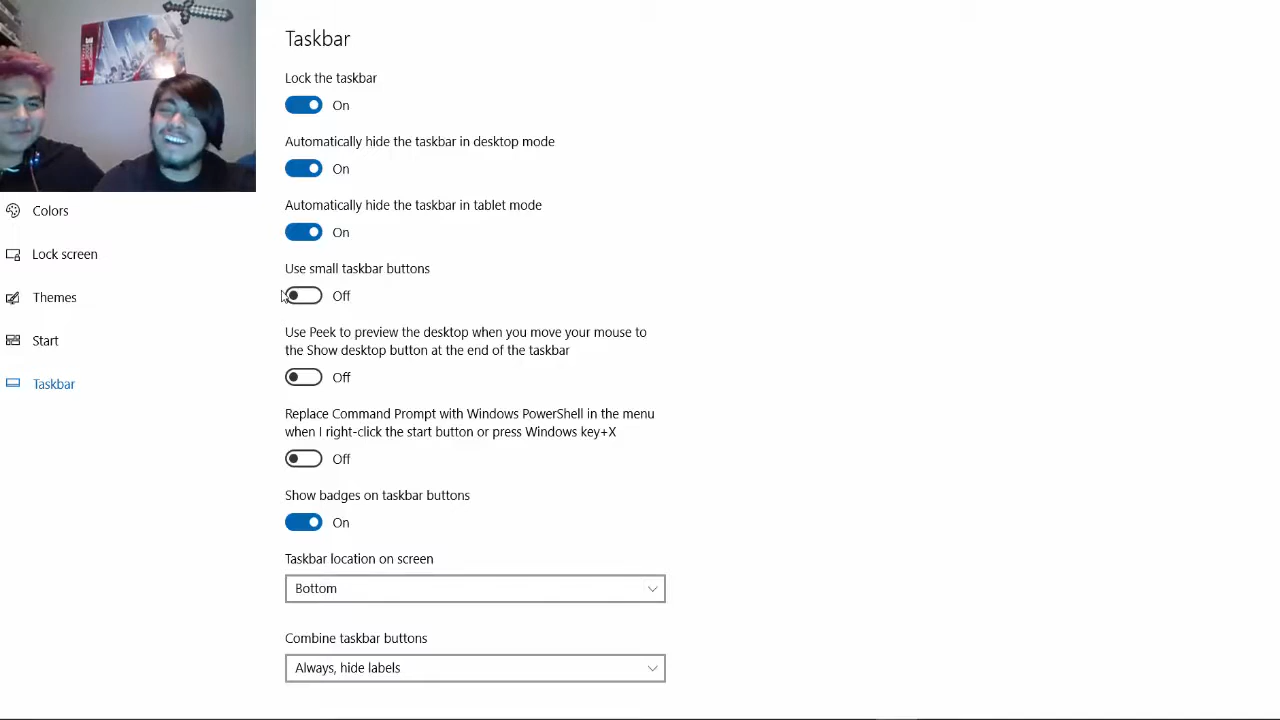 Taskbar
Lock the taskbar
On
Automatically hide the taskbar in desktop mode
On
Automatically hide the taskbar in tablet mode
On
Use small taskbar buttons
Off
Use Peek to preview the desktop when you move your mouse to
the Show desktop button at the end of the taskbar
Off
Replace Command Prompt with Windows PowerShell in the menu
when I right-click the start button or press Windows key+X
Off
Show badges on taskbar buttons
On
Taskbar location on screen
Bottom
Combine taskbar buttons
Always, hide labels
Colors
Lock screen
Themes
Start
Taskbar